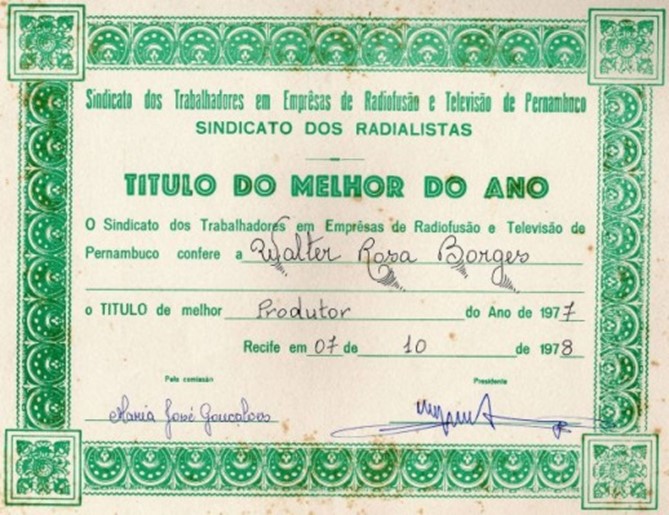 Sindicato dos Trabalhadores em Emprêsas de Radiofusão e Televisão de Pernambuco
SINDICATO DOS RADIALISTAS
TITULO DO MELHOR DO ANO
O Sindicato dos Trabalhadores em Emprêsas de Radiofusão e Televisão de
Pernambuco confere a Walter Rosa Borges
o TITULO de melhor Produtor do Ano de 1977
Recife em 07 de 10 de 1978
Pela comissão Presidente
Maria José Gonçalves